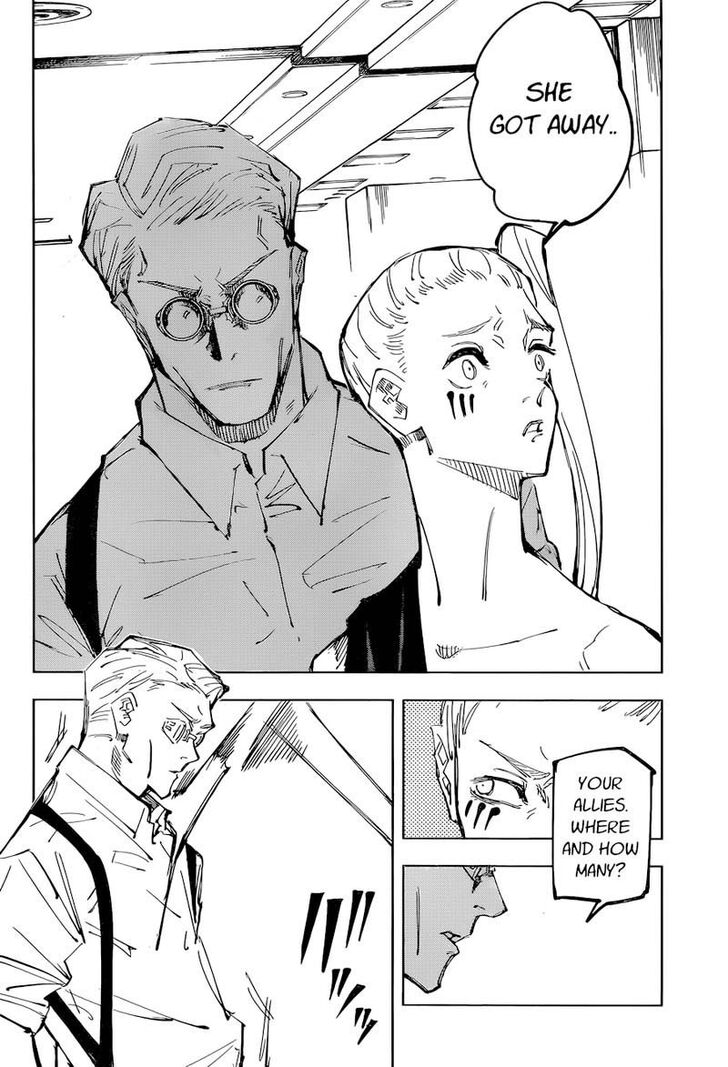 SHE
GOT AWAY..
YOUR
ALLIES.
WHERE
AND HOW
MANY?